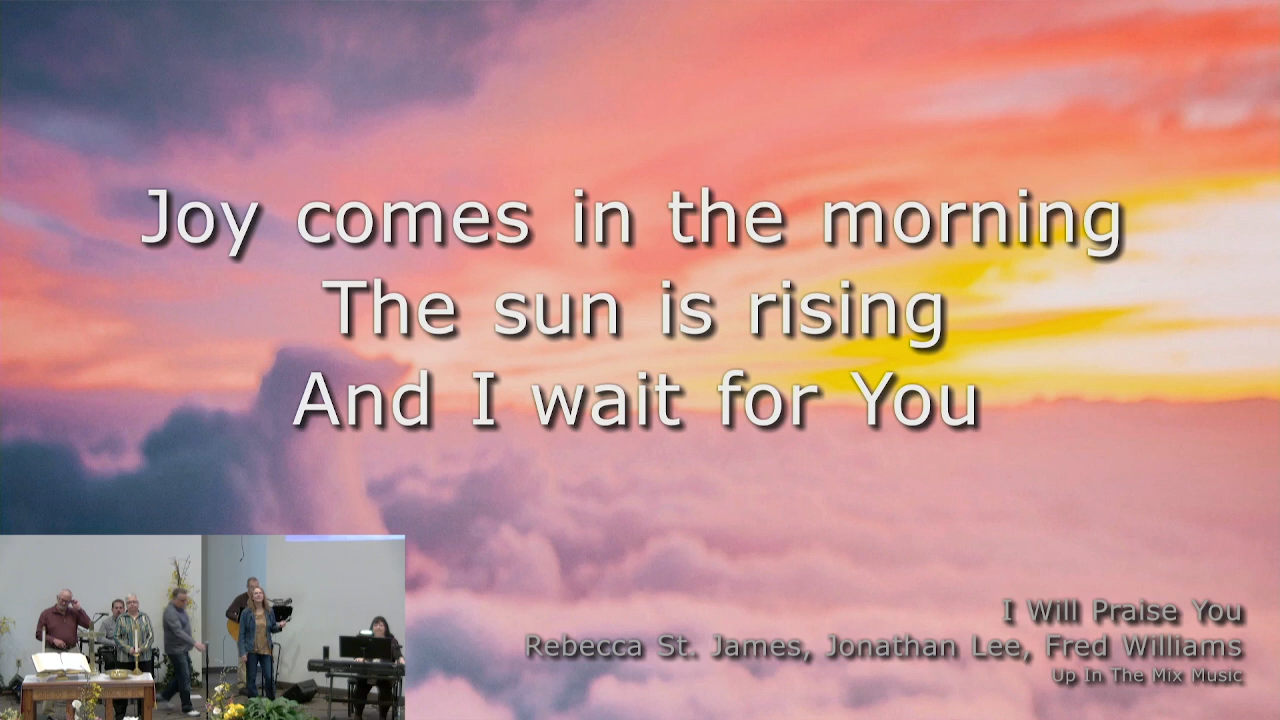 Joy comes in the morning
The sun is rising
And I wait for You
I Will Praise You
Rebecca St. James, Jonathan Lee, Fred Williams
Up In The Mix Music